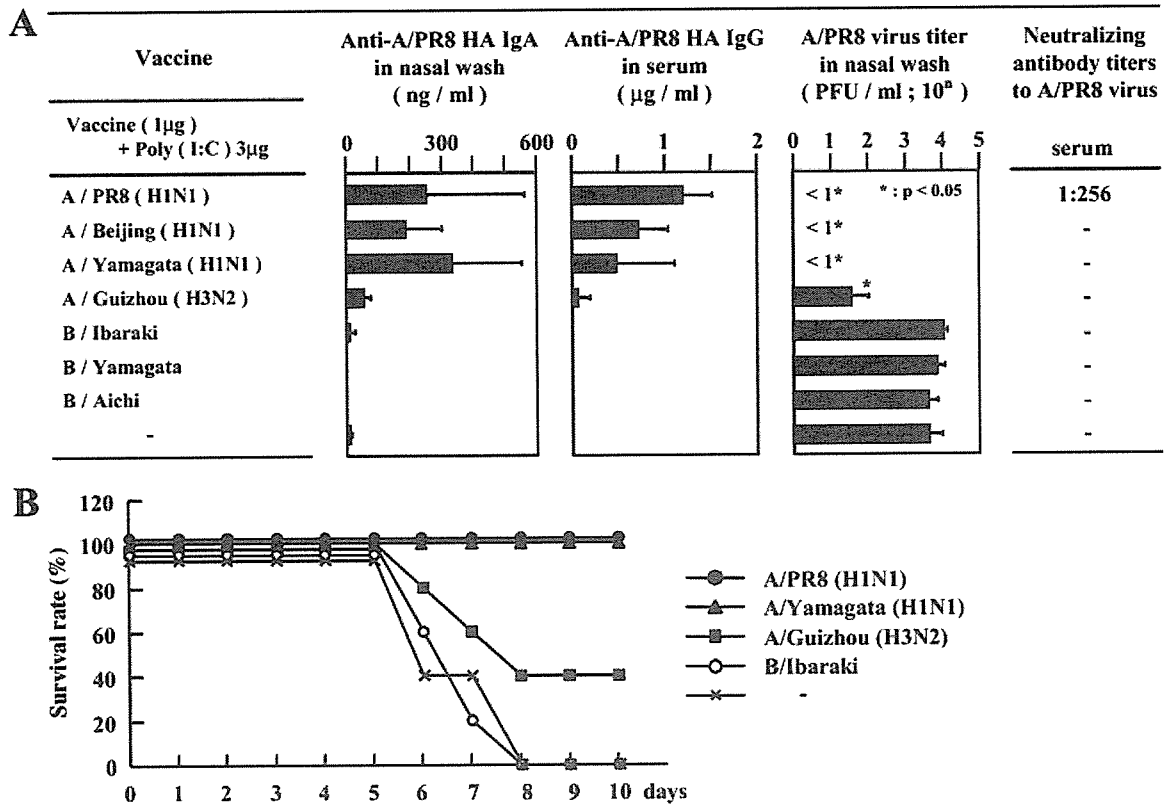 A
Vaccine
Anti-A/PR8 HA IgA
in nasal wash
( ng / ml )
Anti-A/PR8 HA IgG
in serum
( μg / ml )
A/PR8 virus titer
in nasal wash
( PFU / ml ; 10ⁿ )
Neutralizing
antibody titers
to A/PR8 virus
Vaccine ( 1μg )
+ Poly ( I:C ) 3μg
0 300 600
0 1 2
0 1 2 3 4 5
serum
A / PR8 ( H1N1 ) < 1* * : p < 0.05 1:256
A / Beijing ( H1N1 ) < 1* -
A / Yamagata ( H1N1 ) < 1* -
A / Guizhou ( H3N2 ) * -
B / Ibaraki -
B / Yamagata -
B / Aichi -
- -
B
Survival rate (%)
120
100
80
60
40
20
0
0 1 2 3 4 5 6 7 8 9 10 days
A/PR8 (H1N1)
A/Yamagata (H1N1)
A/Guizhou (H3N2)
B/Ibaraki
-